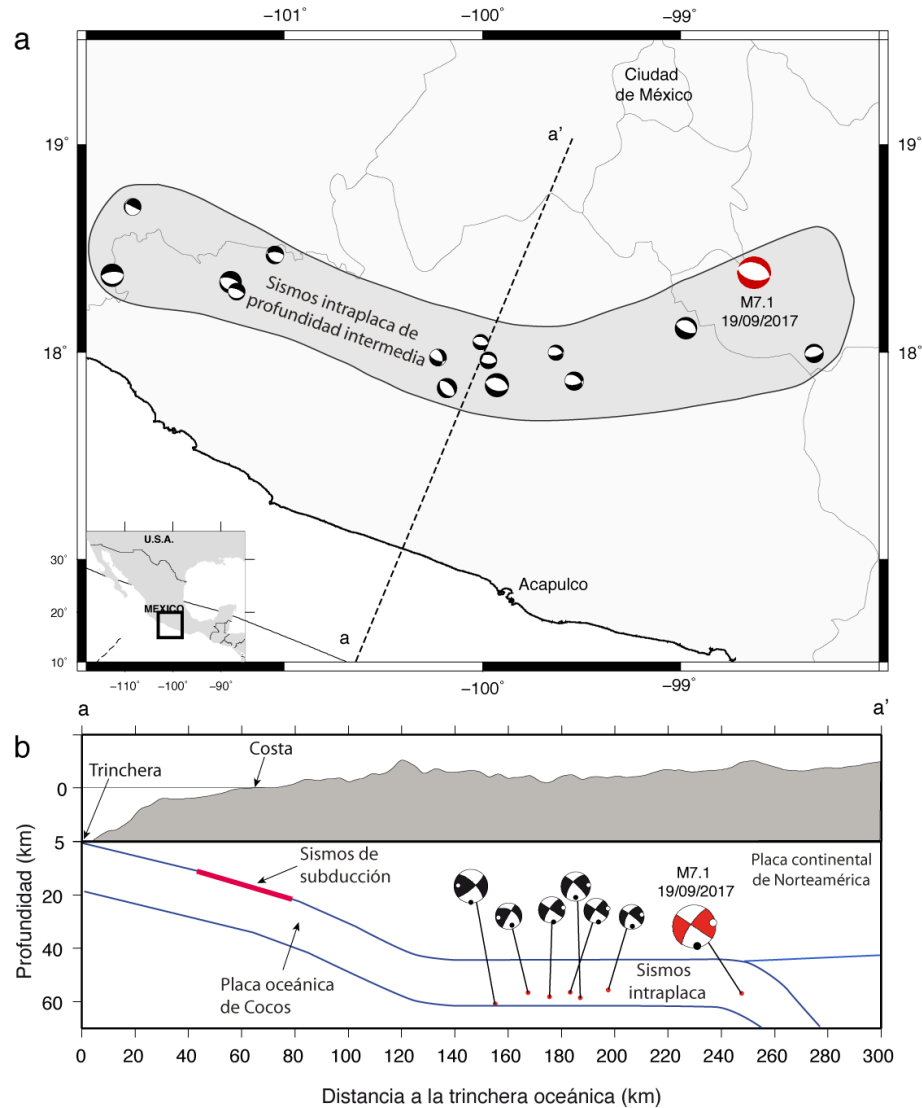 a
−101°
−100°
−99°
Ciudad
de México
a'
19°
19°
Sismos intraplaca de
profundidad intermedia
M7.1
19/09/2017
18°
18°
U.S.A.
30°
MEXICO
20°
10°
Acapulco
a
−110°
−100°
−90°
−100°
−99°
a
a'
b
Costa
Trinchera
0
5
Sismos de
subducción
M7.1
19/09/2017
Placa continental
de Norteamérica
20
Profundidad (km)
40
Placa oceánica
de Cocos
Sismos
intraplaca
60
0
20
40
60
80
100
120
140
160
180
200
220
240
260
280
300
Distancia a la trinchera oceánica (km)